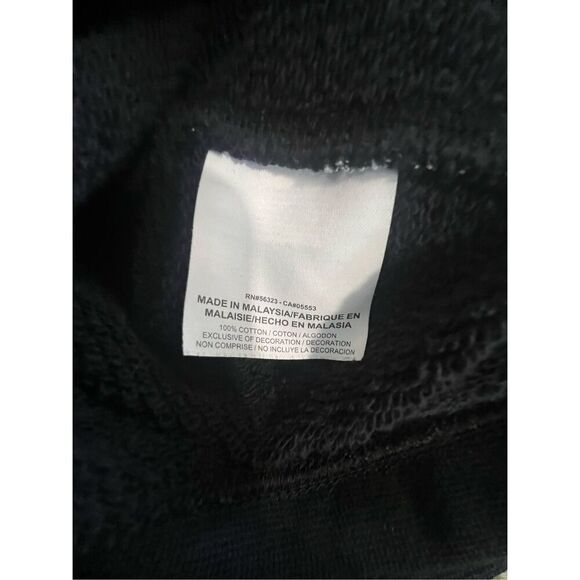 RN#56323 - CA#05553
MADE IN MALAYSIA/FABRIQUE EN
MALAISIE/HECHO EN MALASIA
100% COTTON / COTON / ALGODON
EXCLUSIVE OF DECORATION / DECORATION
NON COMPRISE / NO INCLUYE LA DECORACION